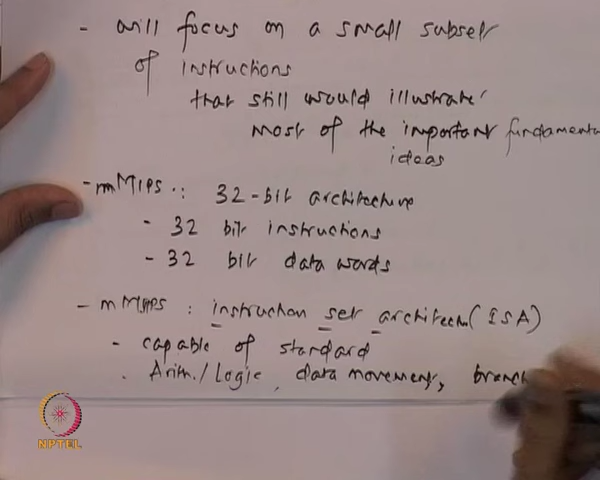 - will focus on a small subset
of instructions
that still would illustrate
most of the important fundamenta
ideas
- mMIPS : 32-bit architecture
- 32 bit instructions
- 32 bit data words
- mMIPS : instruction set architectu (ISA)
- capable of standard
. Arith./Logic, data movement, branch
NPTEL